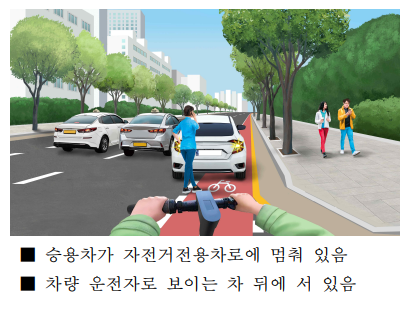 ■ 승용차가 자전거전용차로에 멈춰 있음
■ 차량 운전자로 보이는 차 뒤에 서 있음